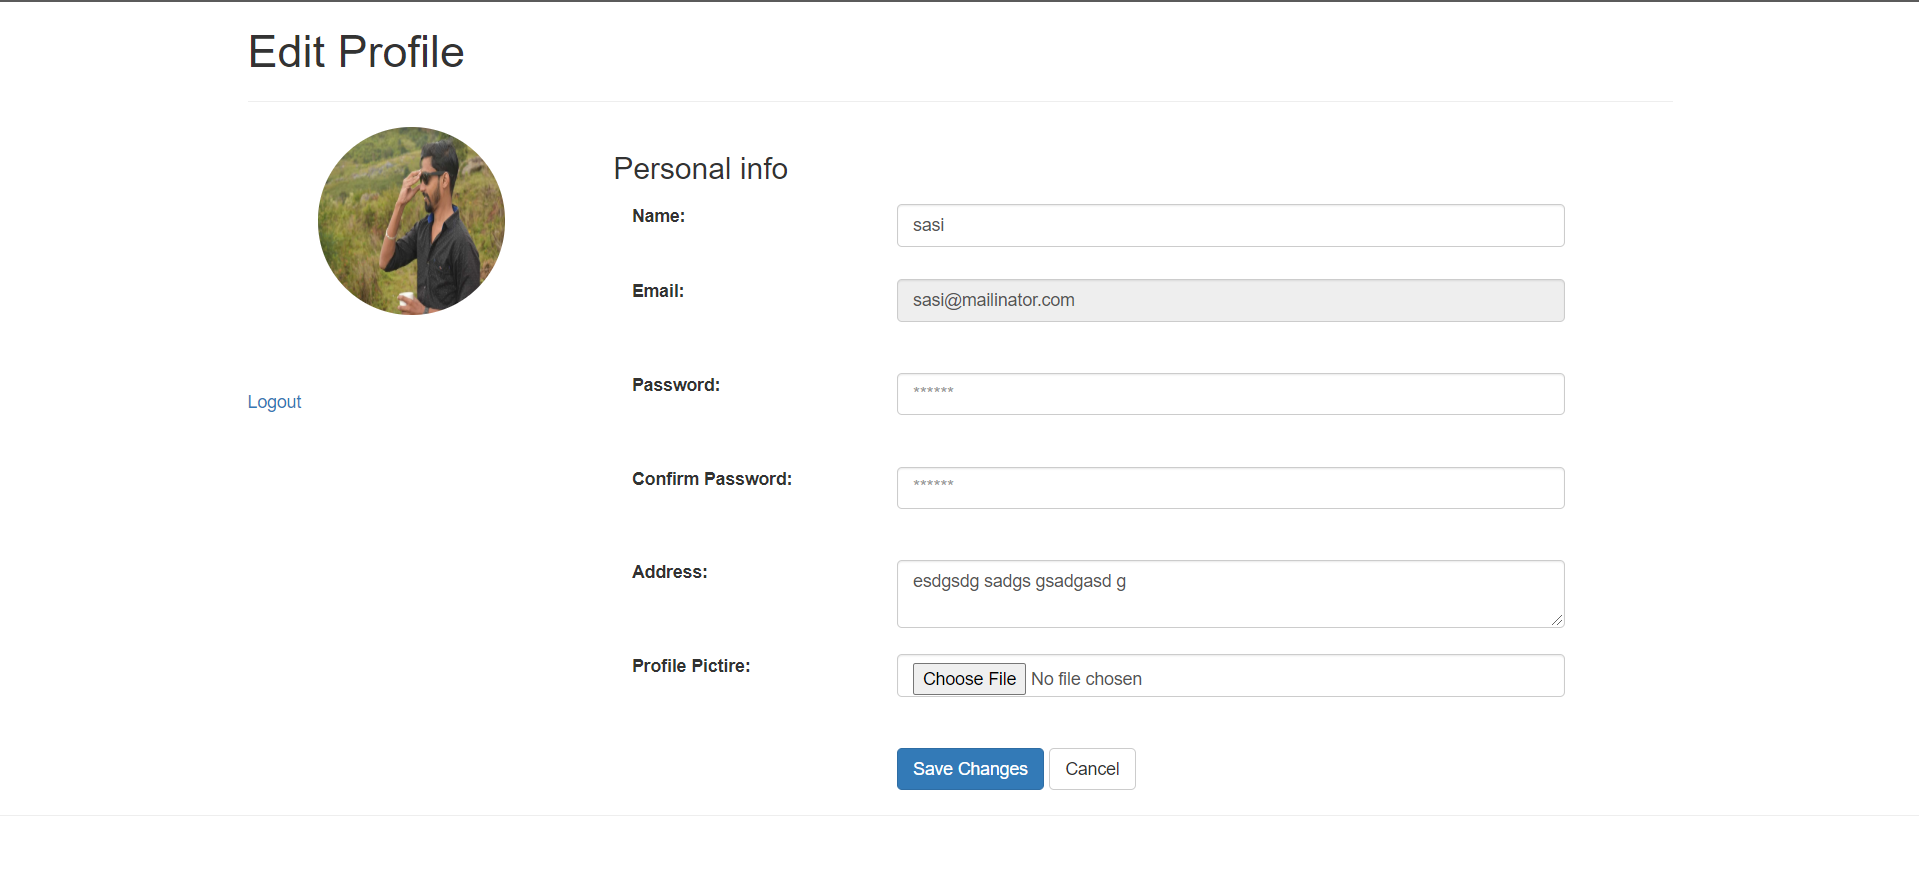 Edit Profile
Personal info
Name:
sasi
Email:
sasi@mailinator.com
Password:
******
Logout
Confirm Password:
******
Address:
esdgsdg sadgs gsadgasd g
Profile Pictire:
Choose File No file chosen
Save Changes Cancel